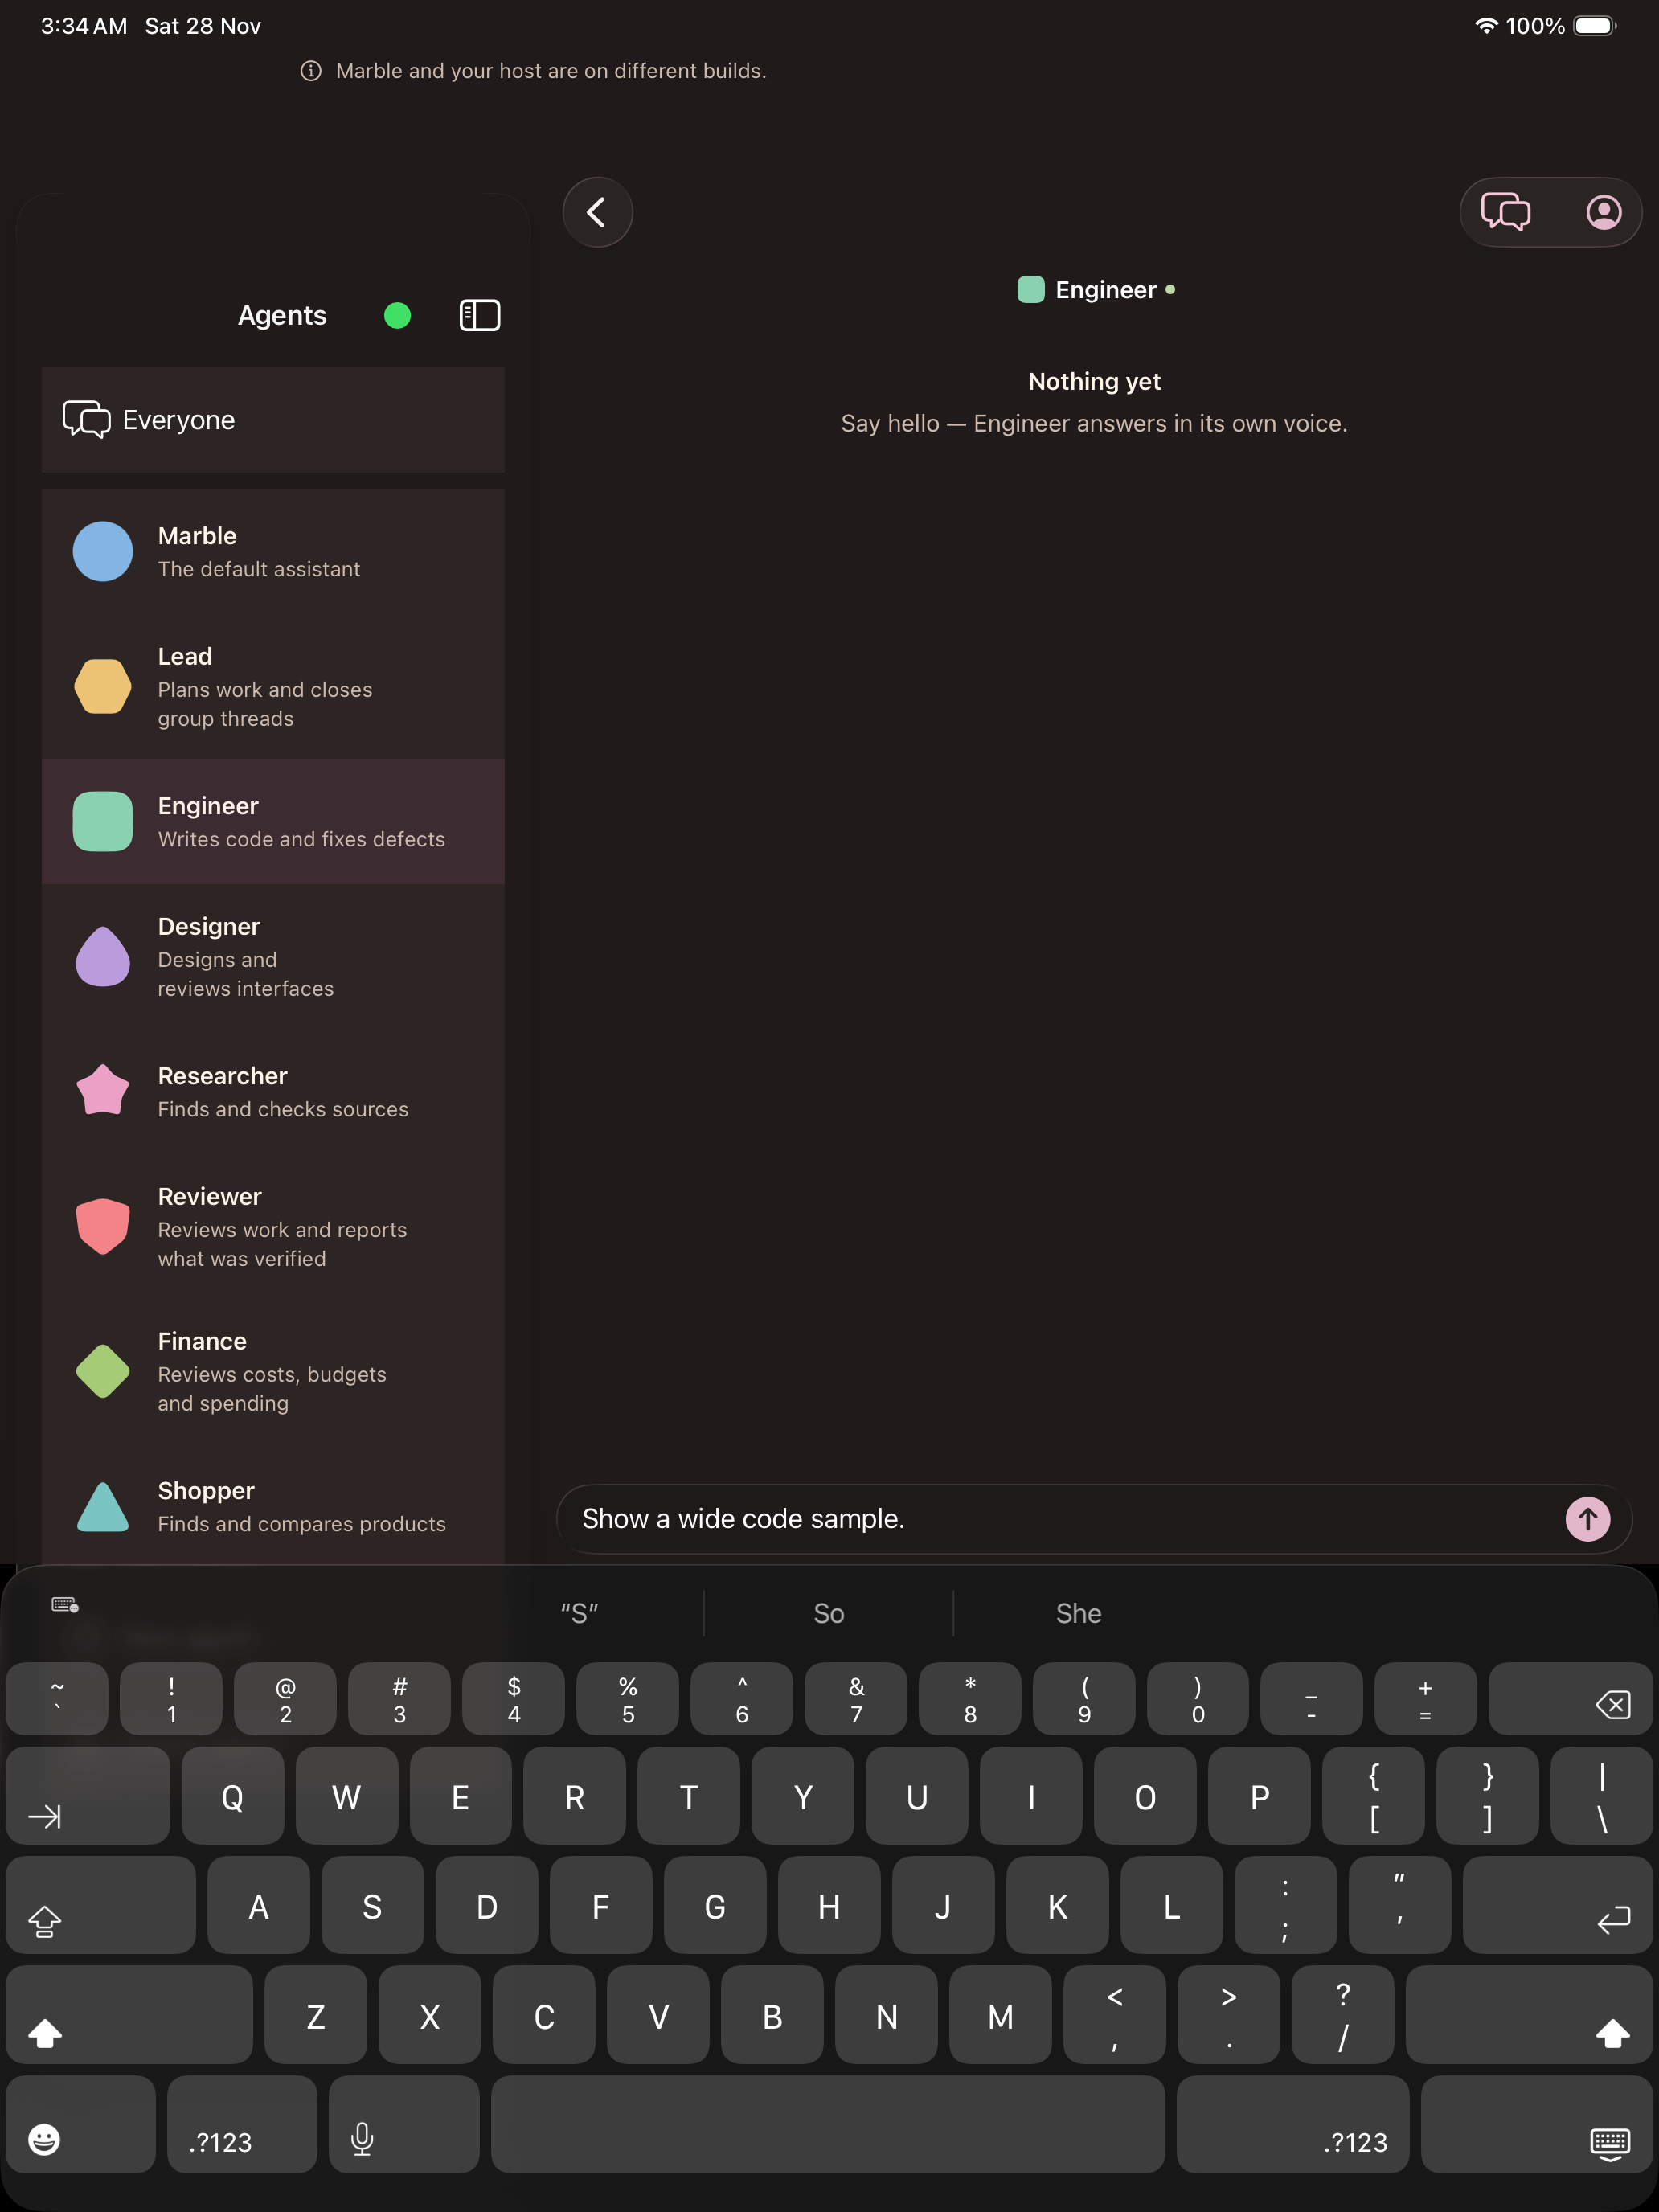 3:34 AM Sat 28 Nov
100%
Marble and your host are on different builds.
Agents
Everyone
Marble
The default assistant
Lead
Plans work and closes
group threads
Engineer
Writes code and fixes defects
Designer
Designs and
reviews interfaces
Researcher
Finds and checks sources
Reviewer
Reviews work and reports
what was verified
Finance
Reviews costs, budgets
and spending
Shopper
Finds and compares products
Engineer
Nothing yet
Say hello — Engineer answers in its own voice.
Show a wide code sample.
“S” So She
~ ! @ # $ % ^ & * ( ) _ +
` 1 2 3 4 5 6 7 8 9 0 - =
Q W E R T Y U I O P { } |
[ ] \
A S D F G H J K L : "
; '
Z X C V B N M < > ?
, . /
.?123 .?123